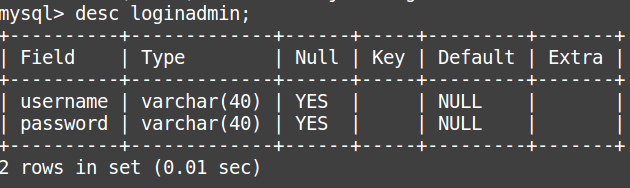 mysql> desc loginadmin;
+----------+-------------+------+-----+---------+-------+
| Field    | Type        | Null | Key | Default | Extra |
+----------+-------------+------+-----+---------+-------+
| username | varchar(40) | YES  |     | NULL    |       |
| password | varchar(40) | YES  |     | NULL    |       |
+----------+-------------+------+-----+---------+-------+
2 rows in set (0.01 sec)